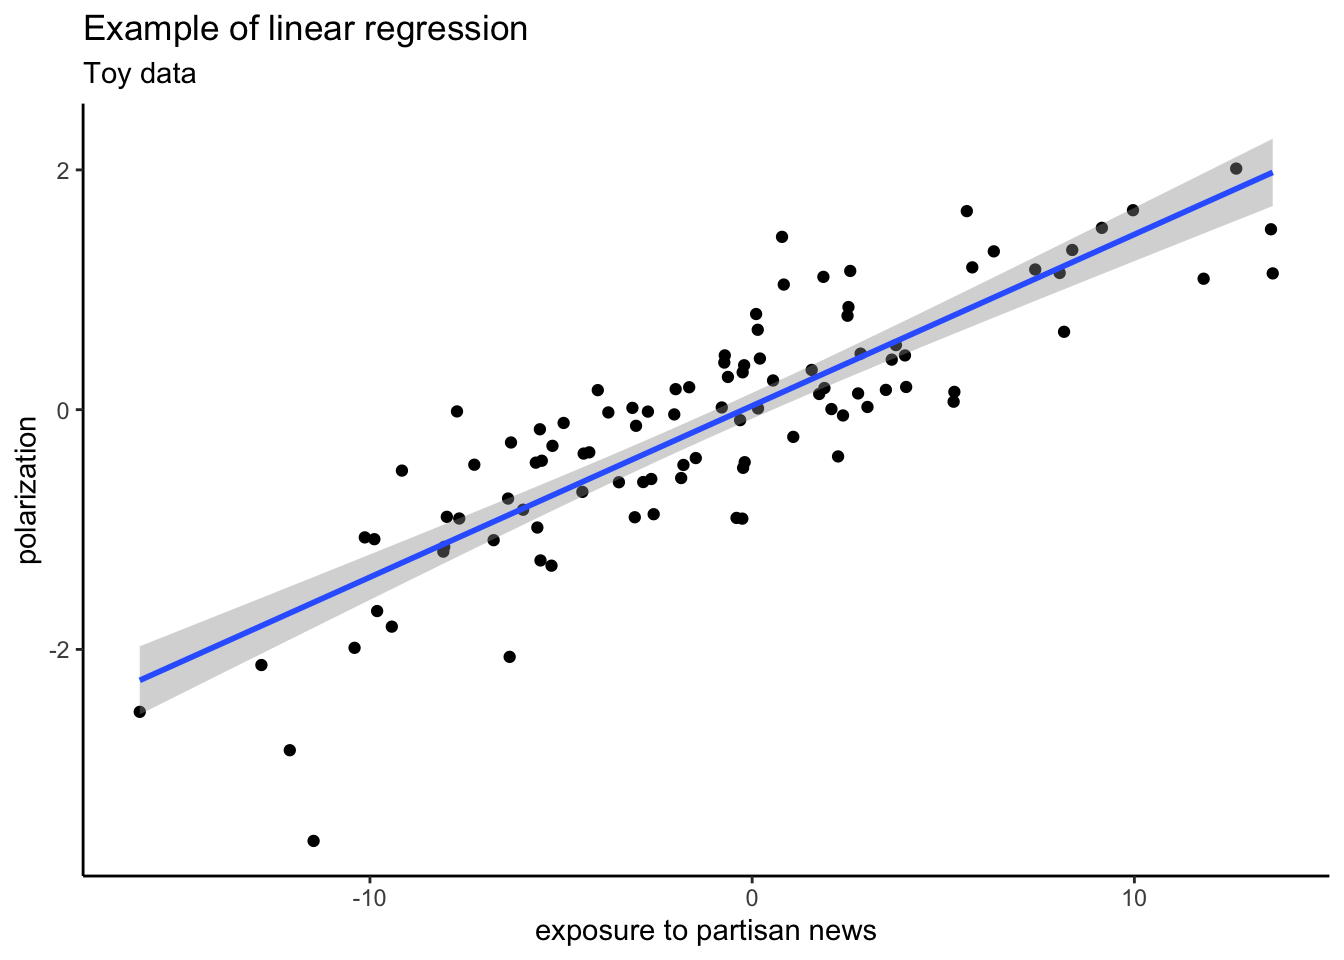 Example of linear regression
Toy data
2
0
-2
polarization
-10
0
10
exposure to partisan news